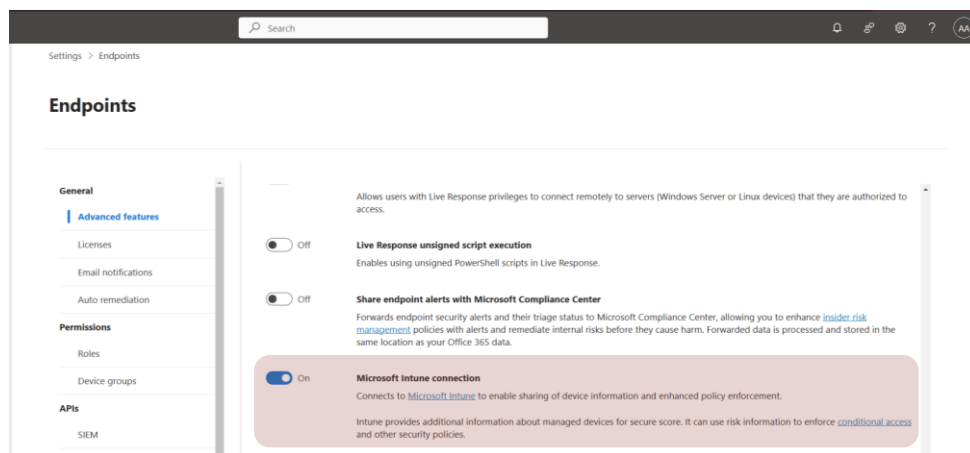 Search
?
AA
Settings > Endpoints
Endpoints
General
Advanced features
Licenses
Email notifications
Auto remediation
Permissions
Roles
Device groups
APIs
SIEM
Allows users with Live Response privileges to connect remotely to servers (Windows Server or Linux devices) that they are authorized to
access.
Off
Live Response unsigned script execution
Enables using unsigned PowerShell scripts in Live Response.
Off
Share endpoint alerts with Microsoft Compliance Center
Forwards endpoint security alerts and their triage status to Microsoft Compliance Center, allowing you to enhance insider risk
management policies with alerts and remediate internal risks before they cause harm. Forwarded data is processed and stored in the
same location as your Office 365 data.
On
Microsoft Intune connection
Connects to Microsoft Intune to enable sharing of device information and enhanced policy enforcement.
Intune provides additional information about managed devices for secure score. It can use risk information to enforce conditional access
and other security policies.